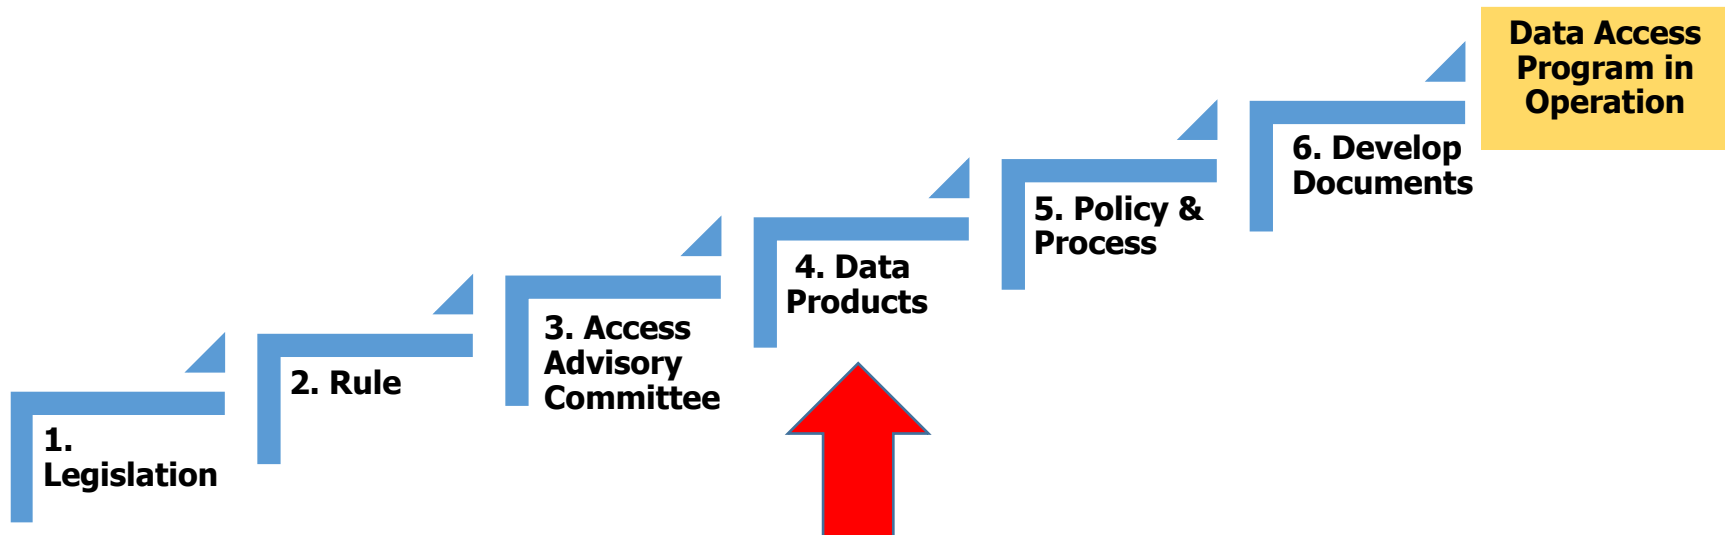 1.
Legislation
2. Rule
3. Access
Advisory
Committee
4. Data
Products
5. Policy &
Process
6. Develop
Documents
Data Access
Program in
Operation